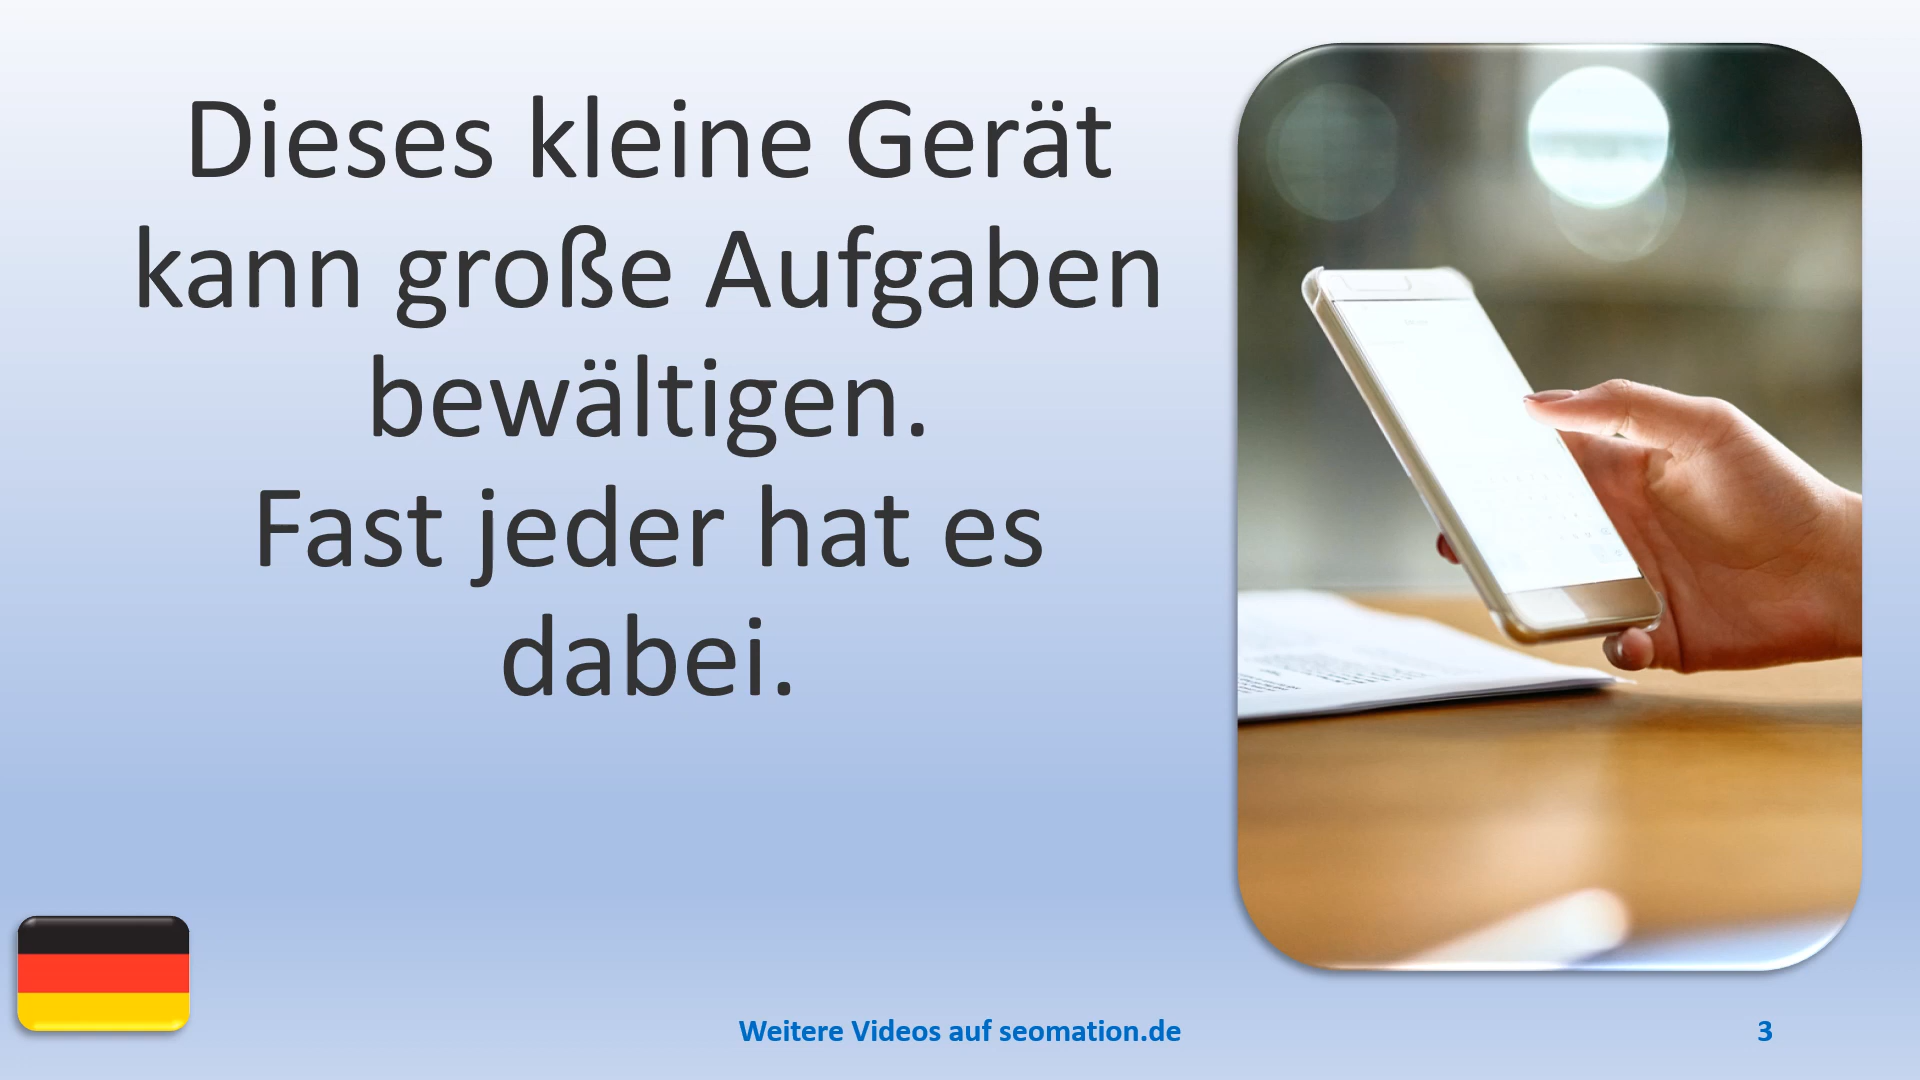 Dieses kleine Gerät
kann große Aufgaben
bewältigen.
Fast jeder hat es
dabei.
Weitere Videos auf seomation.de
3